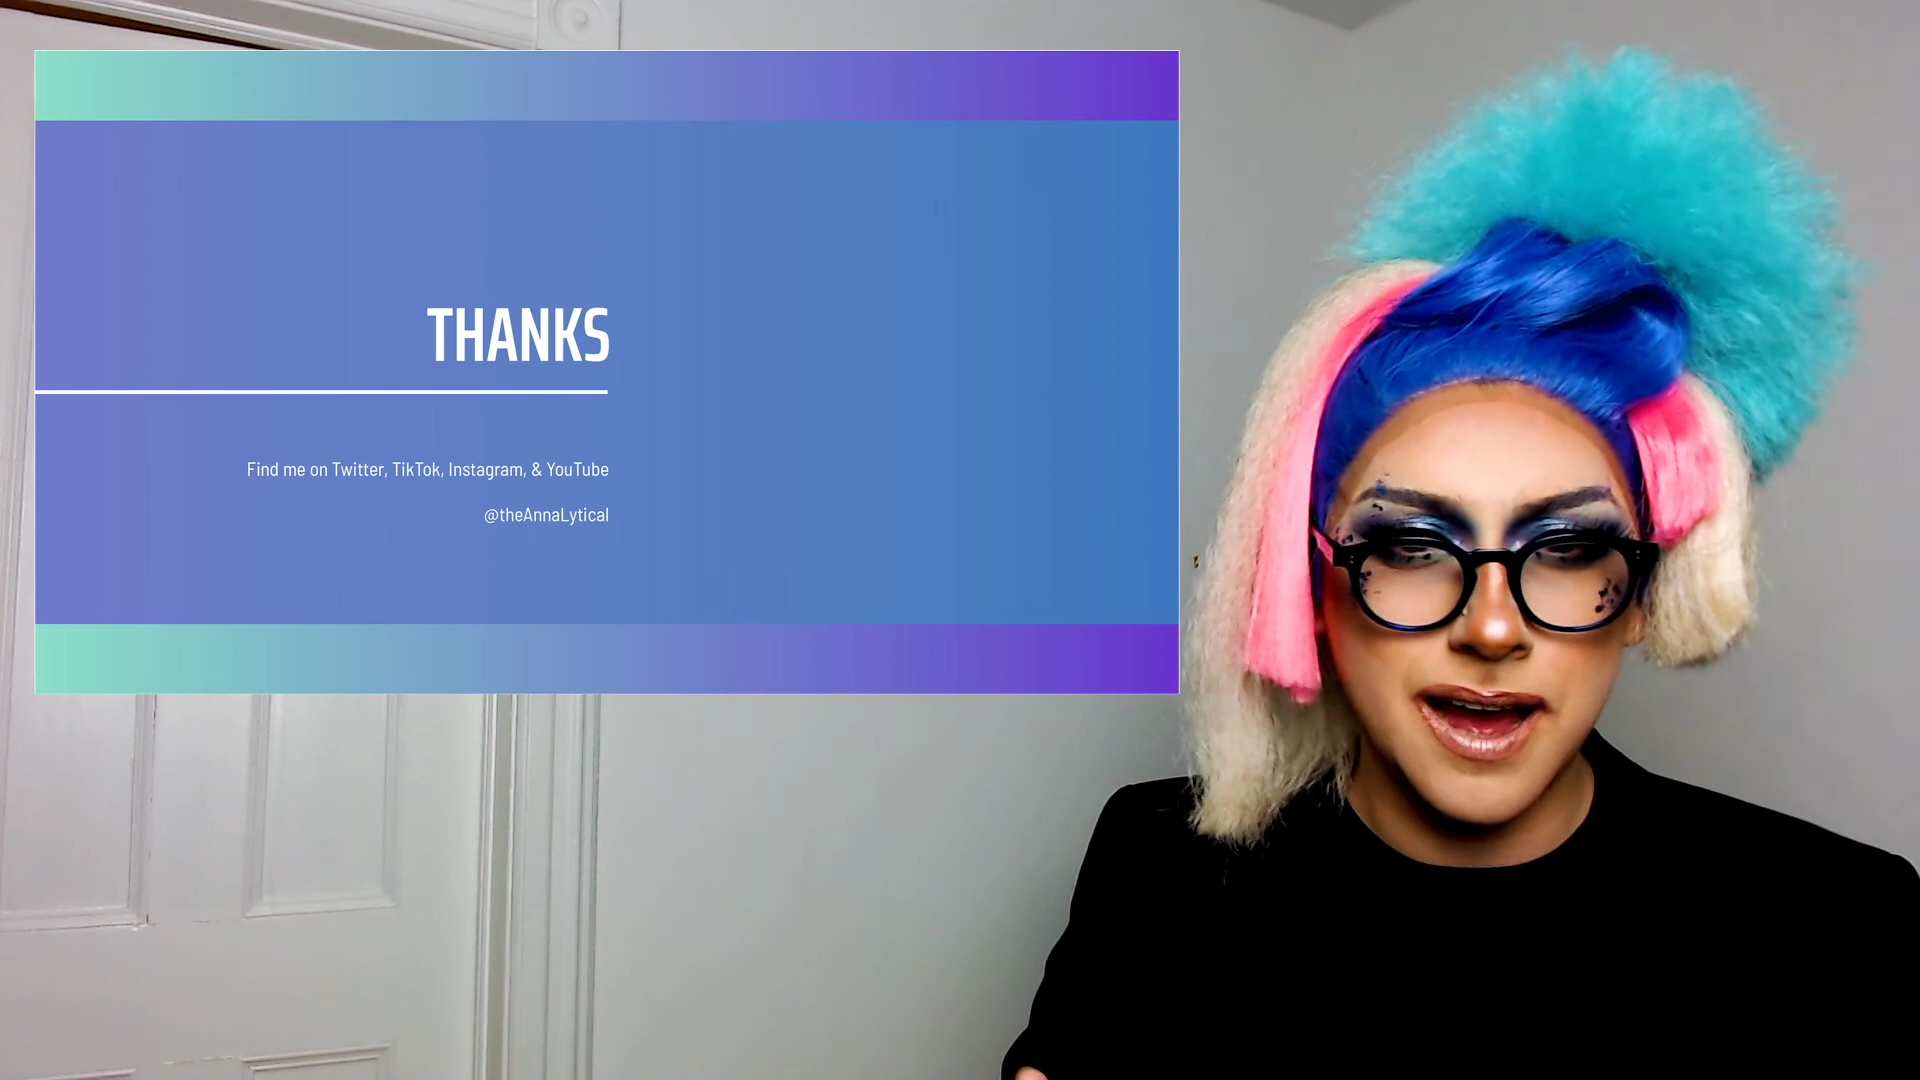 THANKS
Find me on Twitter, TikTok, Instagram, & YouTube
@theAnnaLytical